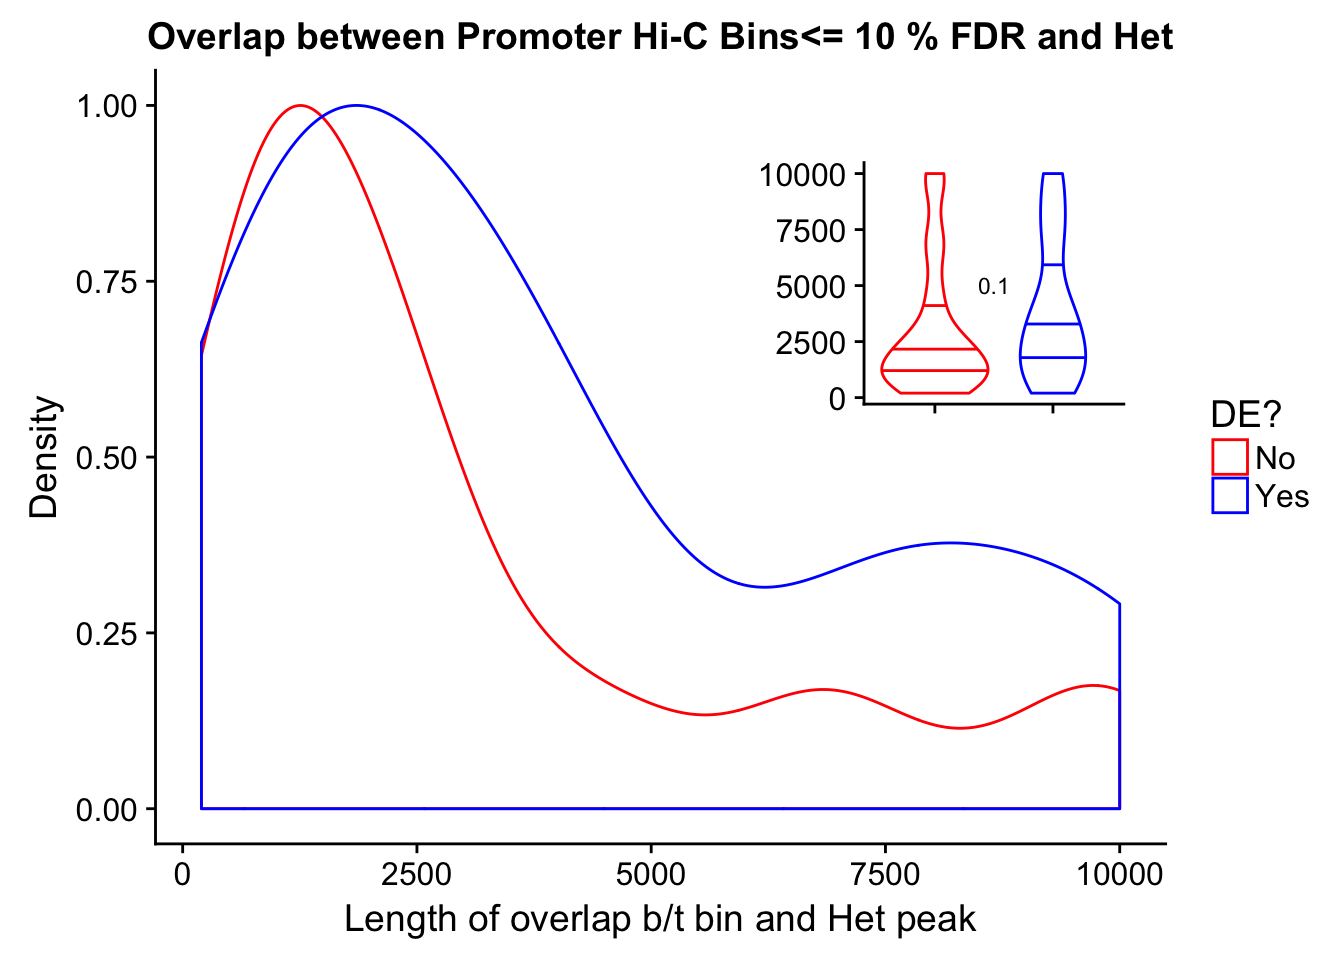 Overlap between Promoter Hi-C Bins<= 10 % FDR and Het
1.00
0.75
0.50
0.25
0.00
Density
0
2500
5000
7500
10000
Length of overlap b/t bin and Het peak
10000
7500
5000
2500
0
0.1
DE?
No
Yes